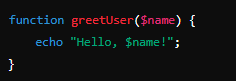 function greetUser($name) {
    echo "Hello, $name!";
}